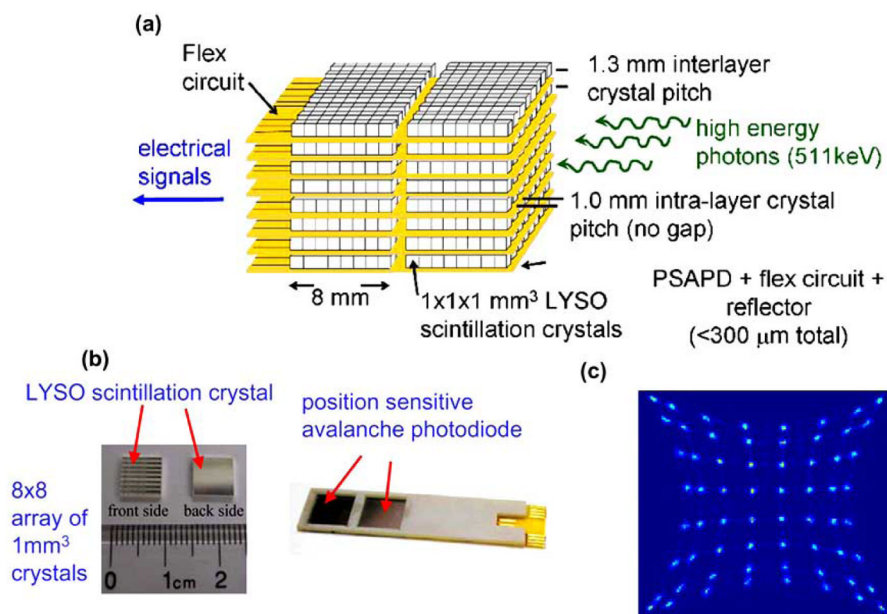 (a)
Flex
circuit
1.3 mm interlayer
crystal pitch
high energy
photons (511keV)
electrical
signals
1.0 mm intra-layer crystal
pitch (no gap)
8 mm
1x1x1 mm³ LYSO
scintillation crystals
PSAPD + flex circuit +
reflector
(<300 μm total)
(b)
LYSO scintillation crystal
position sensitive
avalanche photodiode
8x8
array of
1mm³
crystals
front side
back side
0 1cm 2
(c)